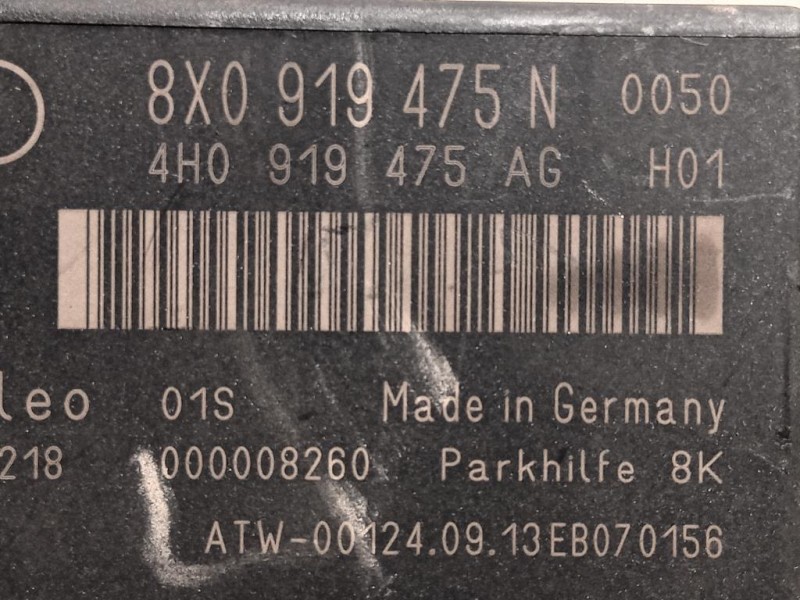 8X0 919 475 N 0050
4H0 919 475 AG H01
leo 01S Made in Germany
218 000008260 Parkhilfe 8K
ATW-00124.09.13EB070156